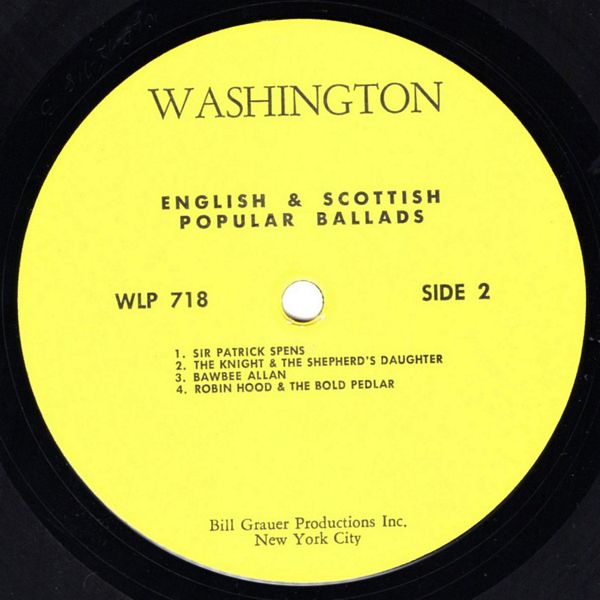 WASHINGTON
ENGLISH & SCOTTISH
POPULAR BALLADS
WLP 718
SIDE 2
1. SIR PATRICK SPENS
2. THE KNIGHT & THE SHEPHERD'S DAUGHTER
3. BAWBEE ALLAN
4. ROBIN HOOD & THE BOLD PEDLAR
Bill Grauer Productions Inc.
New York City